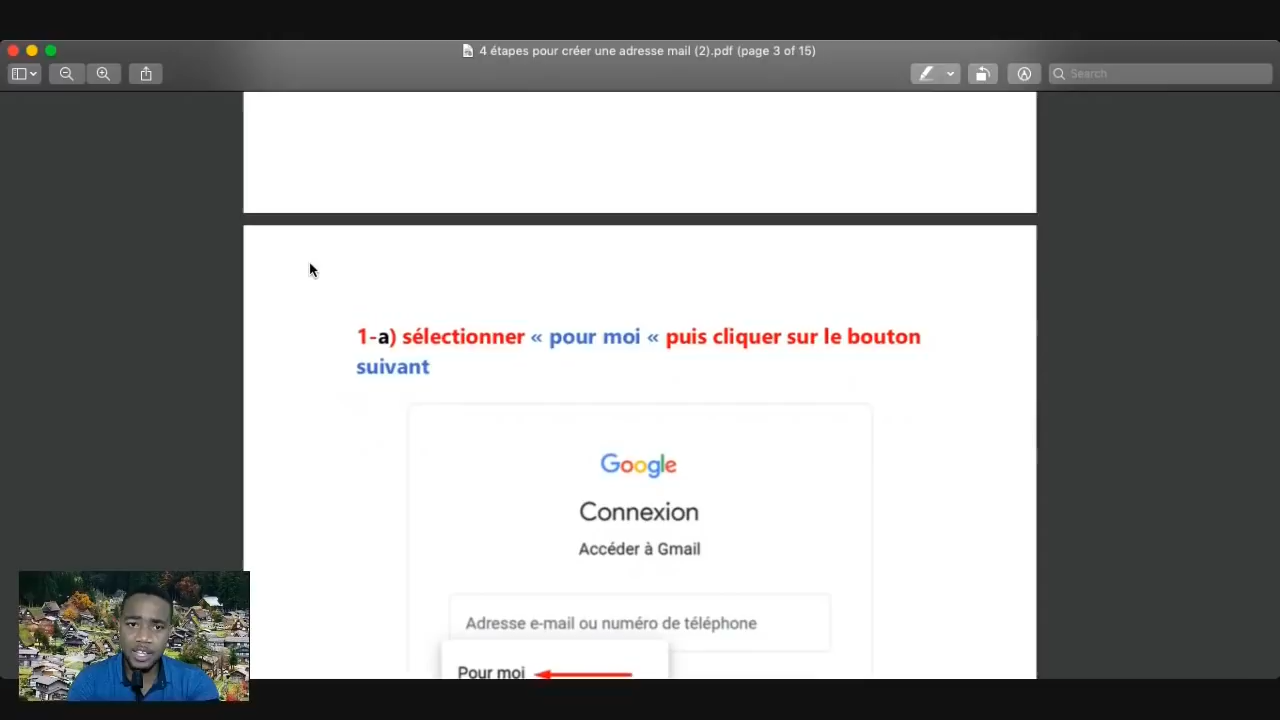 4 étapes pour créer une adresse mail (2).pdf (page 3 of 15)
Search
1-a) sélectionner « pour moi « puis cliquer sur le bouton
suivant
Google
Connexion
Accéder à Gmail
Adresse e-mail ou numéro de téléphone
Pour moi